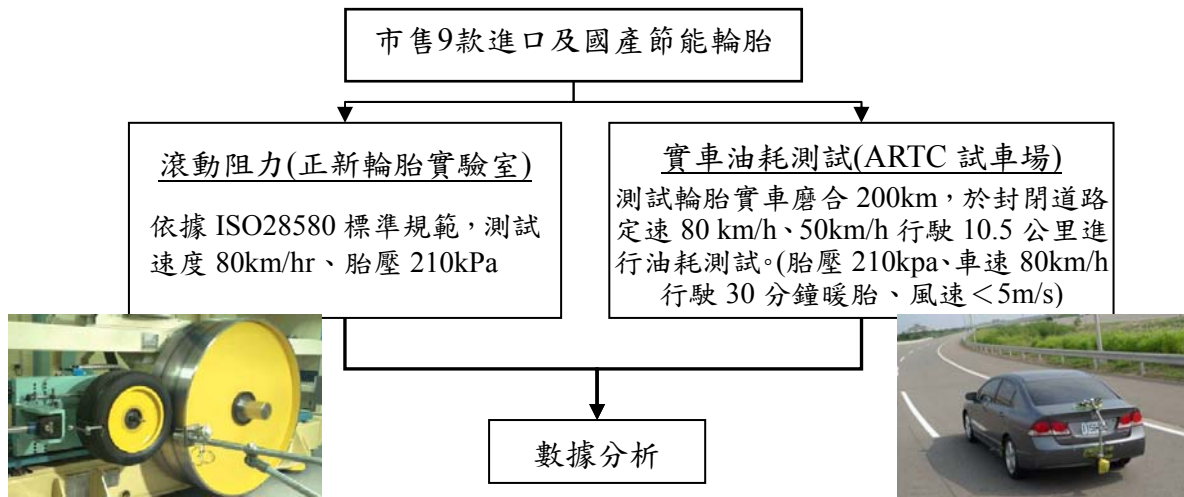 市售9款進口及國產節能輪胎
滾動阻力(正新輪胎實驗室)
依據 ISO28580 標準規範，測試
速度 80km/hr、胎壓 210kPa
實車油耗測試(ARTC 試車場)
測試輪胎實車磨合 200km，於封閉道路
定速 80 km/h、50km/h 行駛 10.5 公里進
行油耗測試。(胎壓 210kpa、車速 80km/h
行駛 30 分鐘暖胎、風速＜5m/s)
數據分析